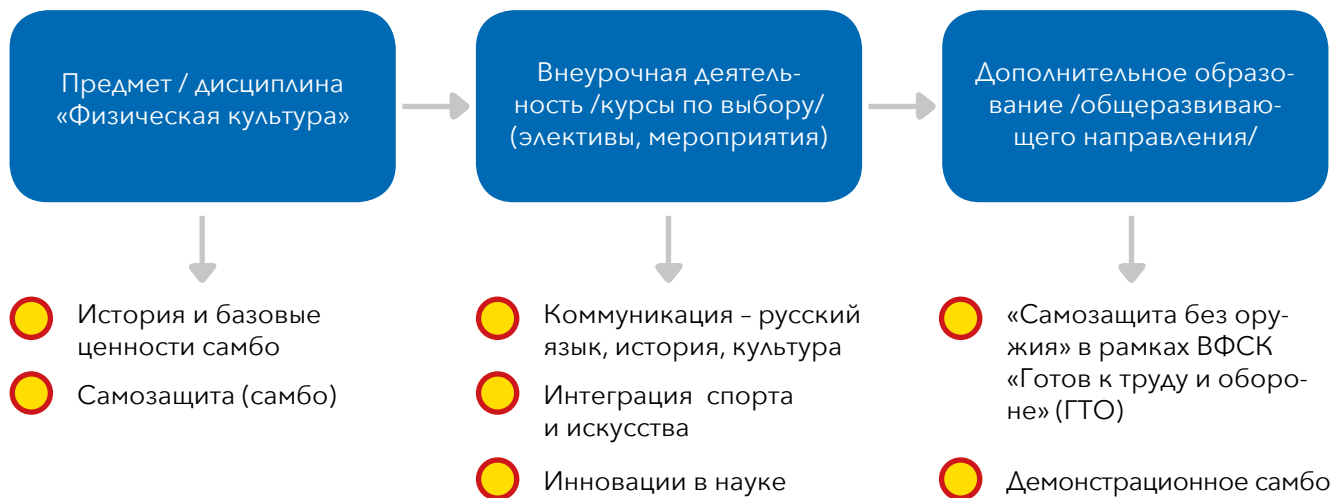 Предмет / дисциплина
«Физическая культура»
Внеурочная деятель-
ность /курсы по выбору/
(элективы, мероприятия)
Дополнительное образо-
вание /общеразвиваю-
щего направления/
История и базовые
ценности самбо
Самозащита (самбо)
Коммуникация – русский
язык, история, культура
Интеграция спорта
и искусства
Инновации в науке
«Самозащита без ору-
жия» в рамках ВФСК
«Готов к труду и оборо-
не» (ГТО)
Демонстрационное самбо